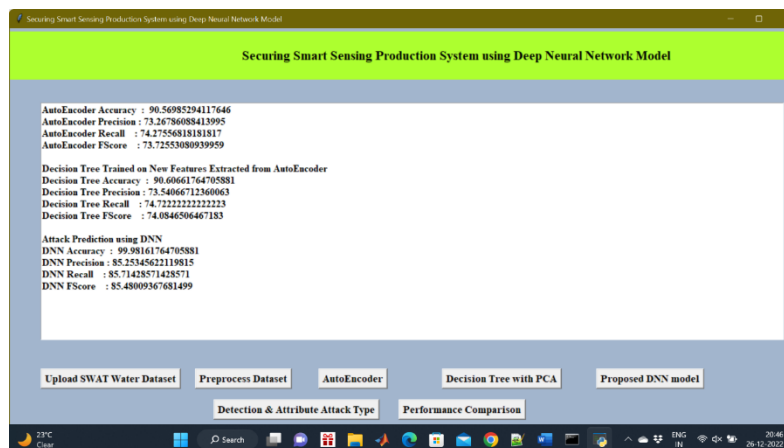 Securing Smart Sensing Production System using Deep Neural Network Model
Securing Smart Sensing Production System using Deep Neural Network Model
AutoEncoder Accuracy : 90.56985294117646
AutoEncoder Precision : 73.26786088413995
AutoEncoder Recall : 74.27556818181817
AutoEncoder FScore : 73.72553080939959
Decision Tree Trained on New Features Extracted from AutoEncoder
Decision Tree Accuracy : 90.60661764705881
Decision Tree Precision : 73.54066712360063
Decision Tree Recall : 74.72222222222223
Decision Tree FScore : 74.0846506467183
Attack Prediction using DNN
DNN Accuracy : 99.98161764705881
DNN Precision : 85.25345622119815
DNN Recall : 85.71428571428571
DNN FScore : 85.48009367681499
Upload SWAT Water Dataset Preprocess Dataset AutoEncoder Decision Tree with PCA Proposed DNN model
Detection & Attribute Attack Type Performance Comparison
23°C
Clear
Search
ENG
IN
20:46
26-12-2022